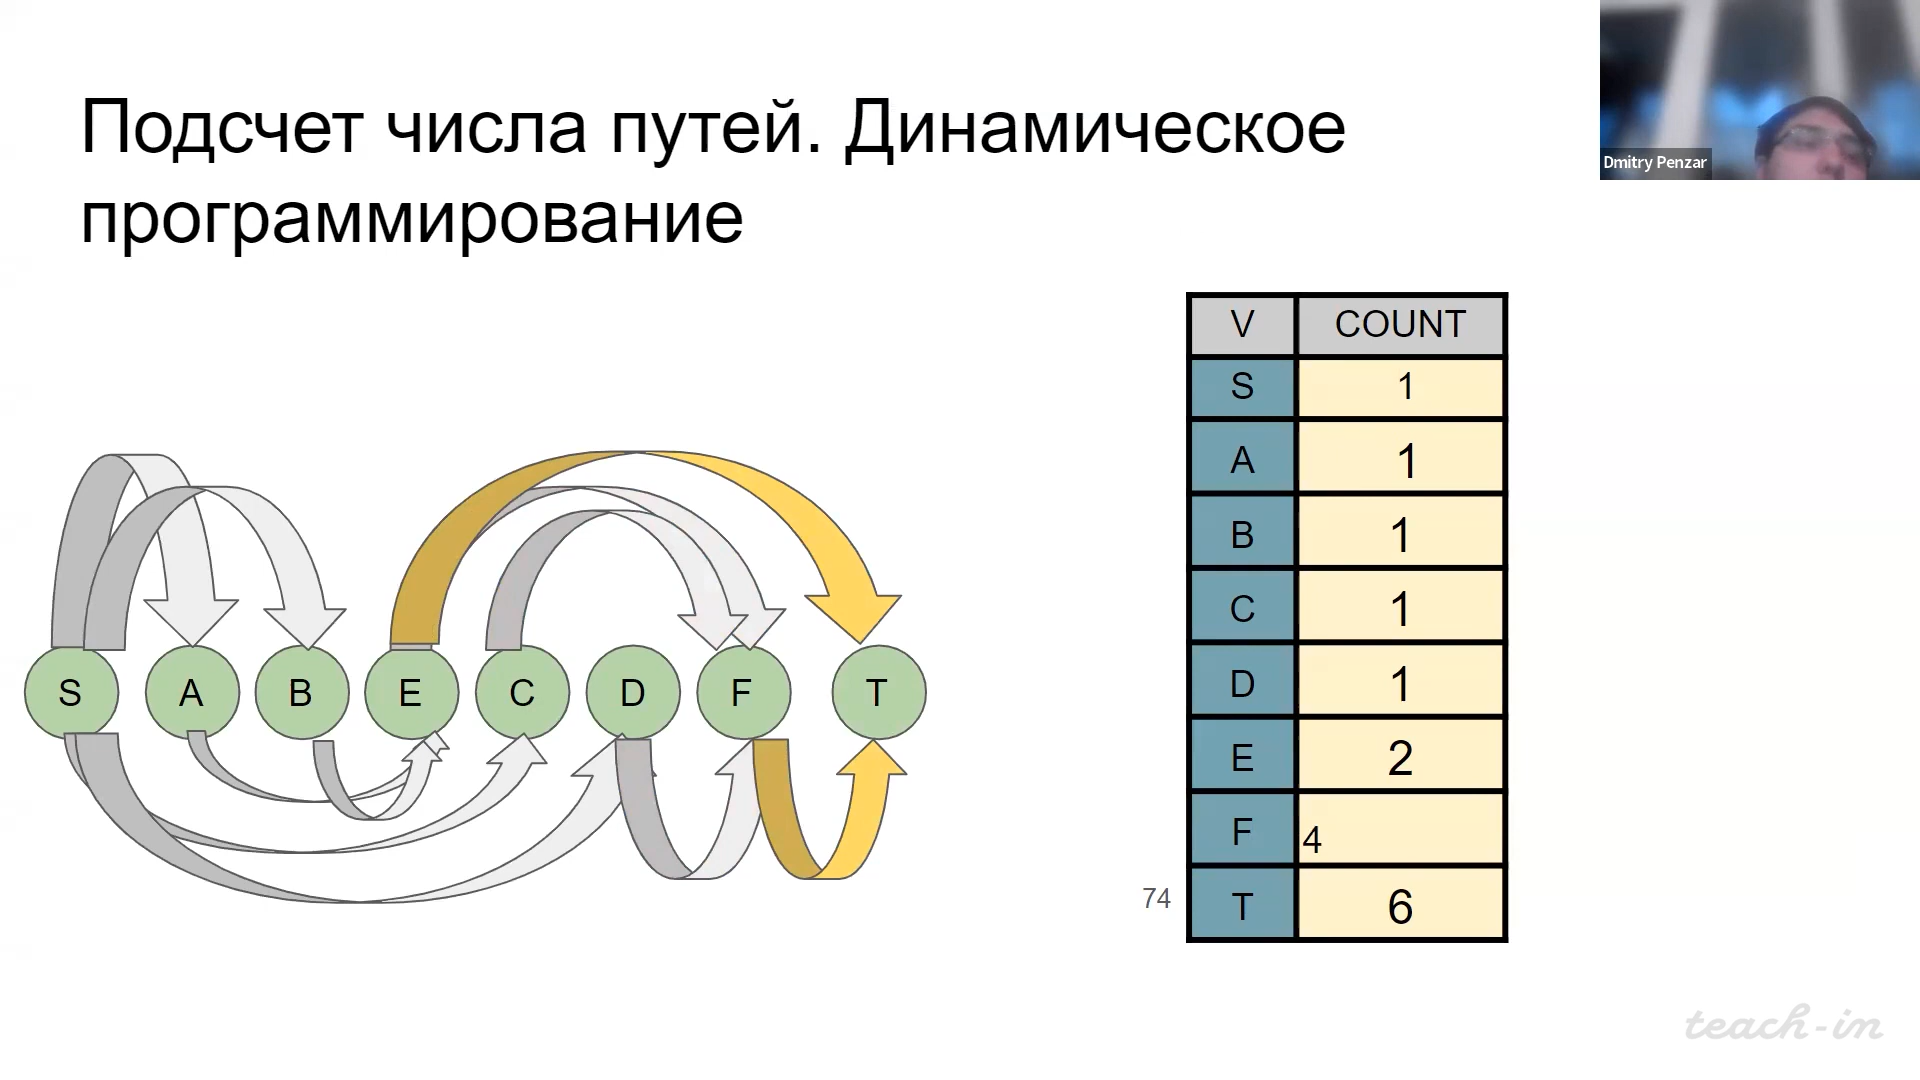 Подсчет числа путей. Динамическое
программирование
Dmitry Penzar
S A B E C D F T
V COUNT
S 1
A 1
B 1
C 1
D 1
E 2
F 4
T 6
74
teach-in